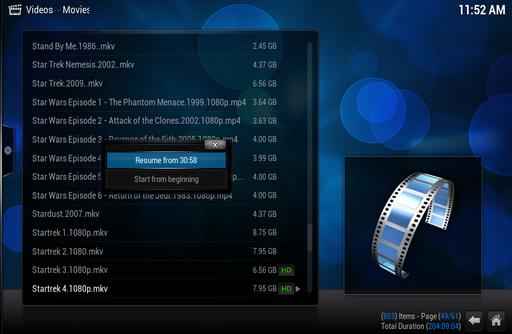 Videos - Movies
11:52 AM
Stand By Me.1986..mkv 2.45 GB
Star Trek Nemesis.2002..mkv 4.37 GB
Star Trek.2009..mkv 6.56 GB
Star Wars Episode 1 - The Phantom Menace.1999.1080p.mp4 3.64 GB
Star Wars Episode 2 - Attack of the Clones.2002.1080p.mp4 3.63 GB
Star Wars Episode 3 - Revenge of the Sith.2005.1080p.mp4 3.63 GB
Star Wars Episode 4 3.99 GB
Star Wars Episode 5 4.00 GB
Star Wars Episode 6 - Return of the Jedi.1983.1080p.mp4 4.00 GB
x
Resume from 30:58
Start from beginning
Stardust.2007.mkv 4.37 GB
Startrek 1.1080p.mkv 8.75 GB
Startrek 2.1080.mkv 7.95 GB
Startrek 3.1080p.mkv 6.56 GB HD
Startrek 4.1080p.mkv 7.95 GB HD
(853) Items - Page (49/61)
Total Duration (204:09:04)